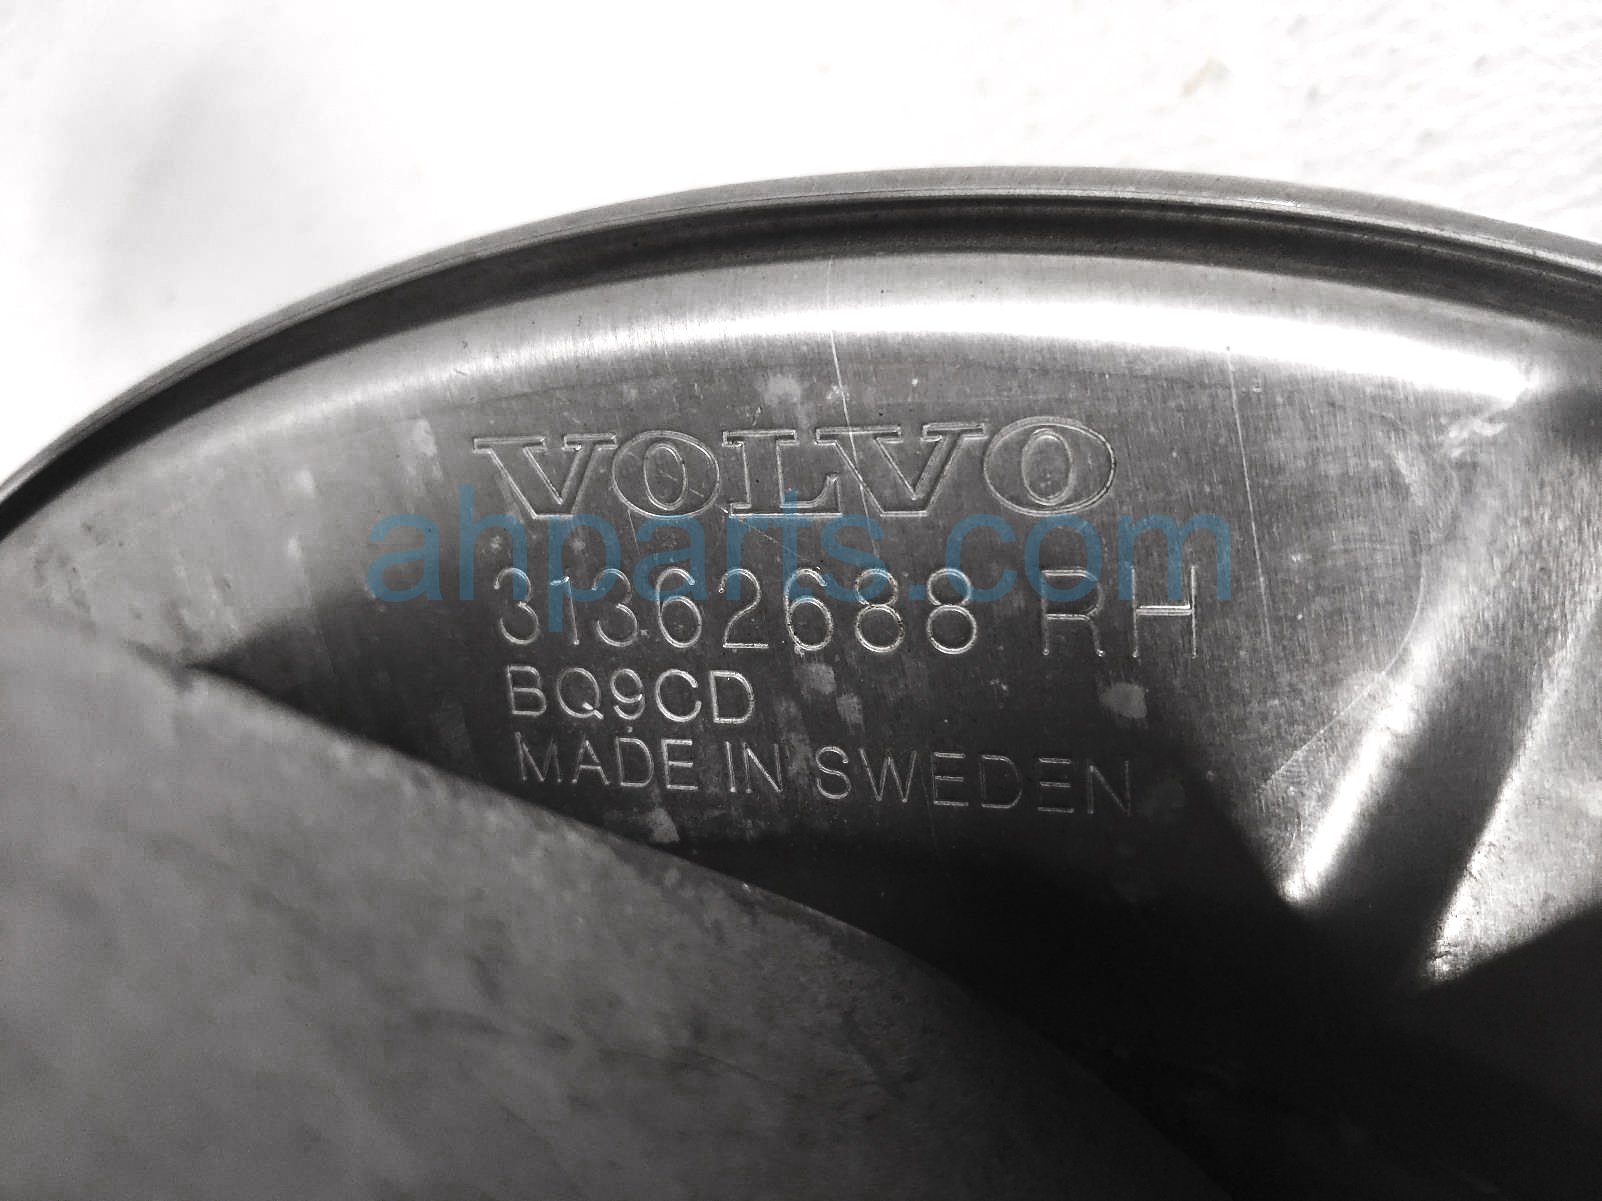 VOLVO
ahparts.com
31362688 RH
BQ9CD
MADE IN SWEDEN